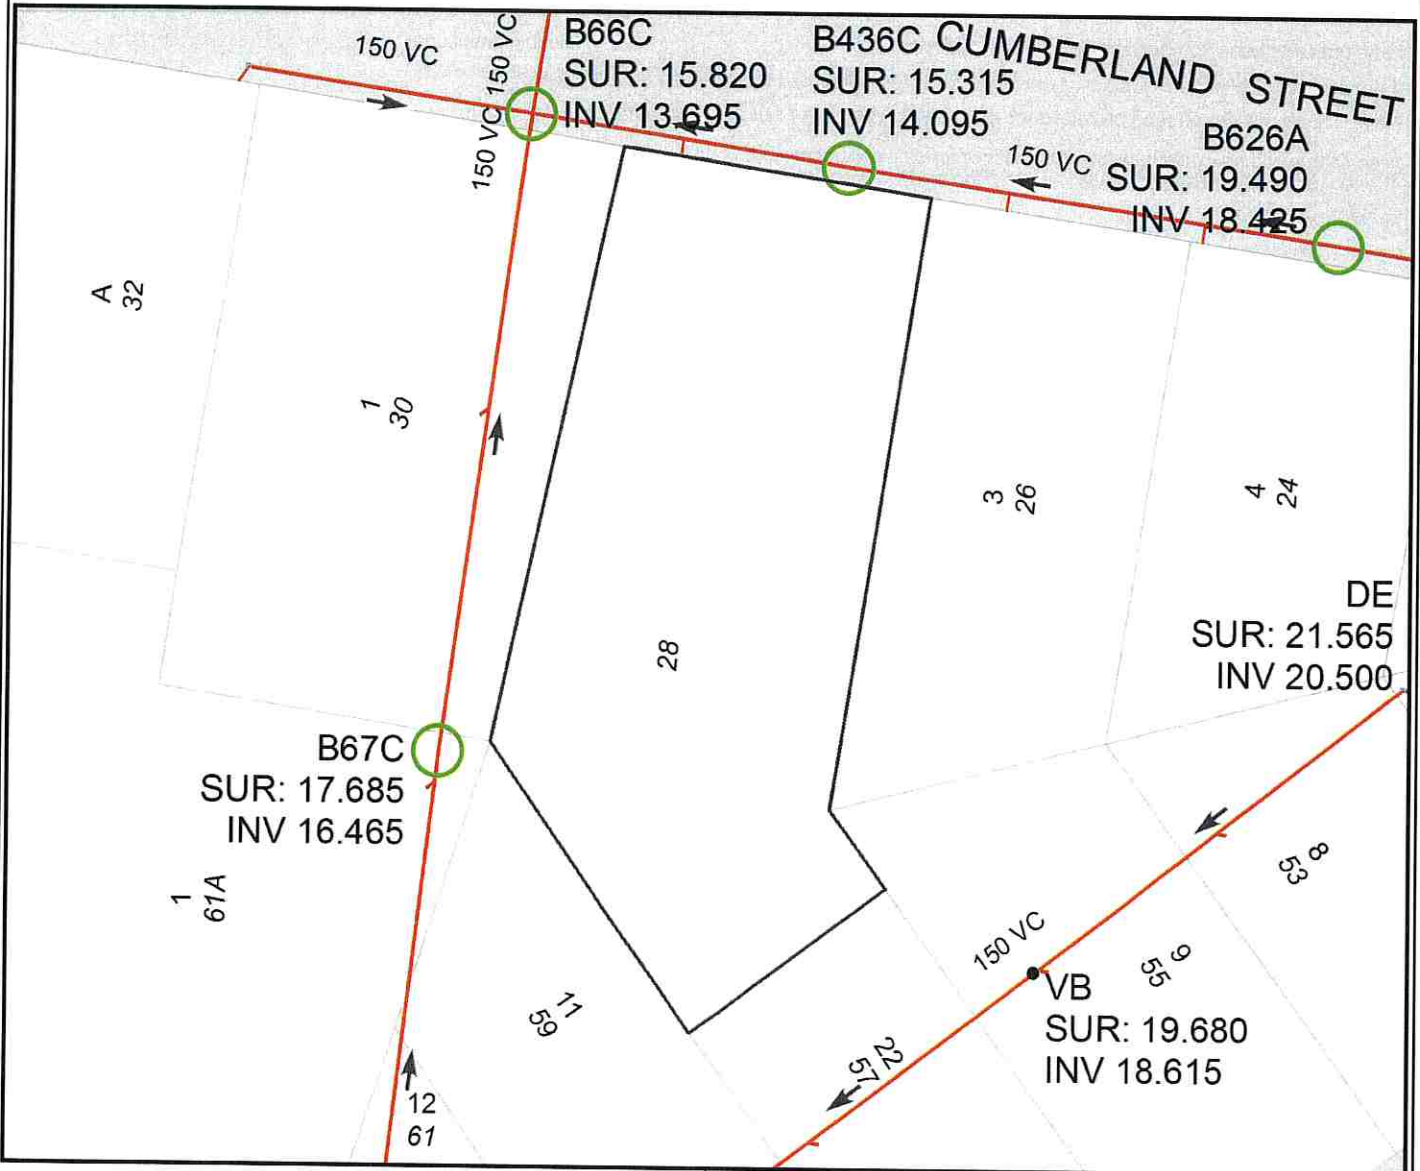 150 VC
150 VC
B66C
SUR: 15.820
INV 13.695
B436C
SUR: 15.315
INV 14.095
CUMBERLAND STREET
150 VC
150 VC
B626A
SUR: 19.490
INV 18.425
A
32
1
30
3
26
4
24
28
DE
SUR: 21.565
INV 20.500
B67C
SUR: 17.685
INV 16.465
1
61A
8
53
150 VC
9
55
VB
SUR: 19.680
INV 18.615
11
59
22
57
12
61